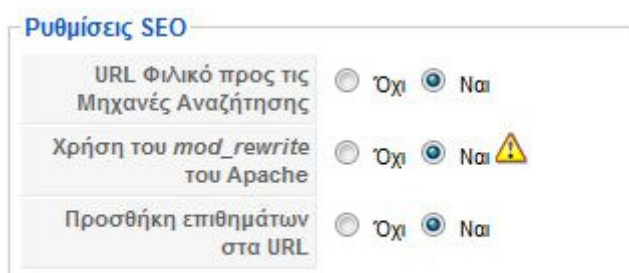 Ρυθμίσεις SEO
URL Φιλικό προς τις
Μηχανές Αναζήτησης
Όχι Ναι
Χρήση του mod_rewrite
του Apache
Όχι Ναι
Προσθήκη επιθημάτων
στα URL
Όχι Ναι